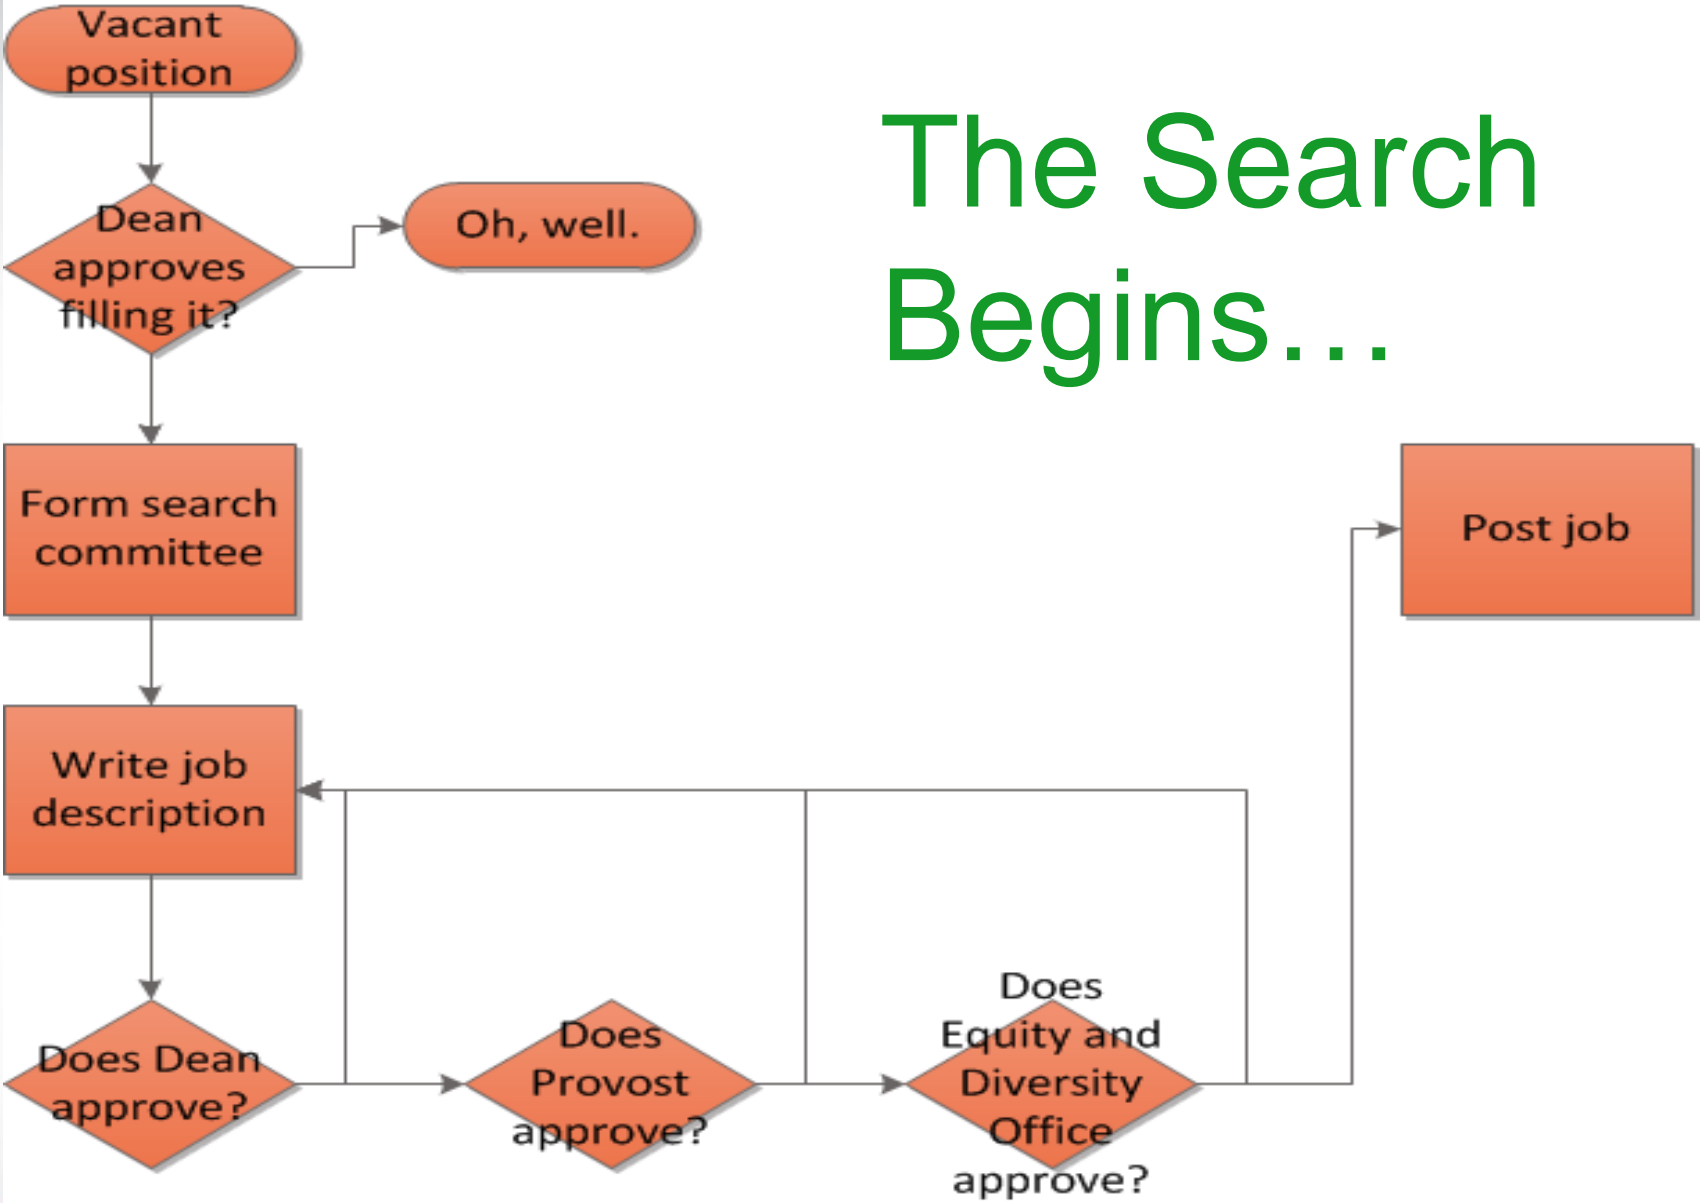 Vacant
position
The Search
Begins…
Dean
approves
filling it?
Oh, well.
Form search
committee
Post job
Write job
description
Does Dean
approve?
Does
Provost
approve?
Does
Equity and
Diversity
Office
approve?